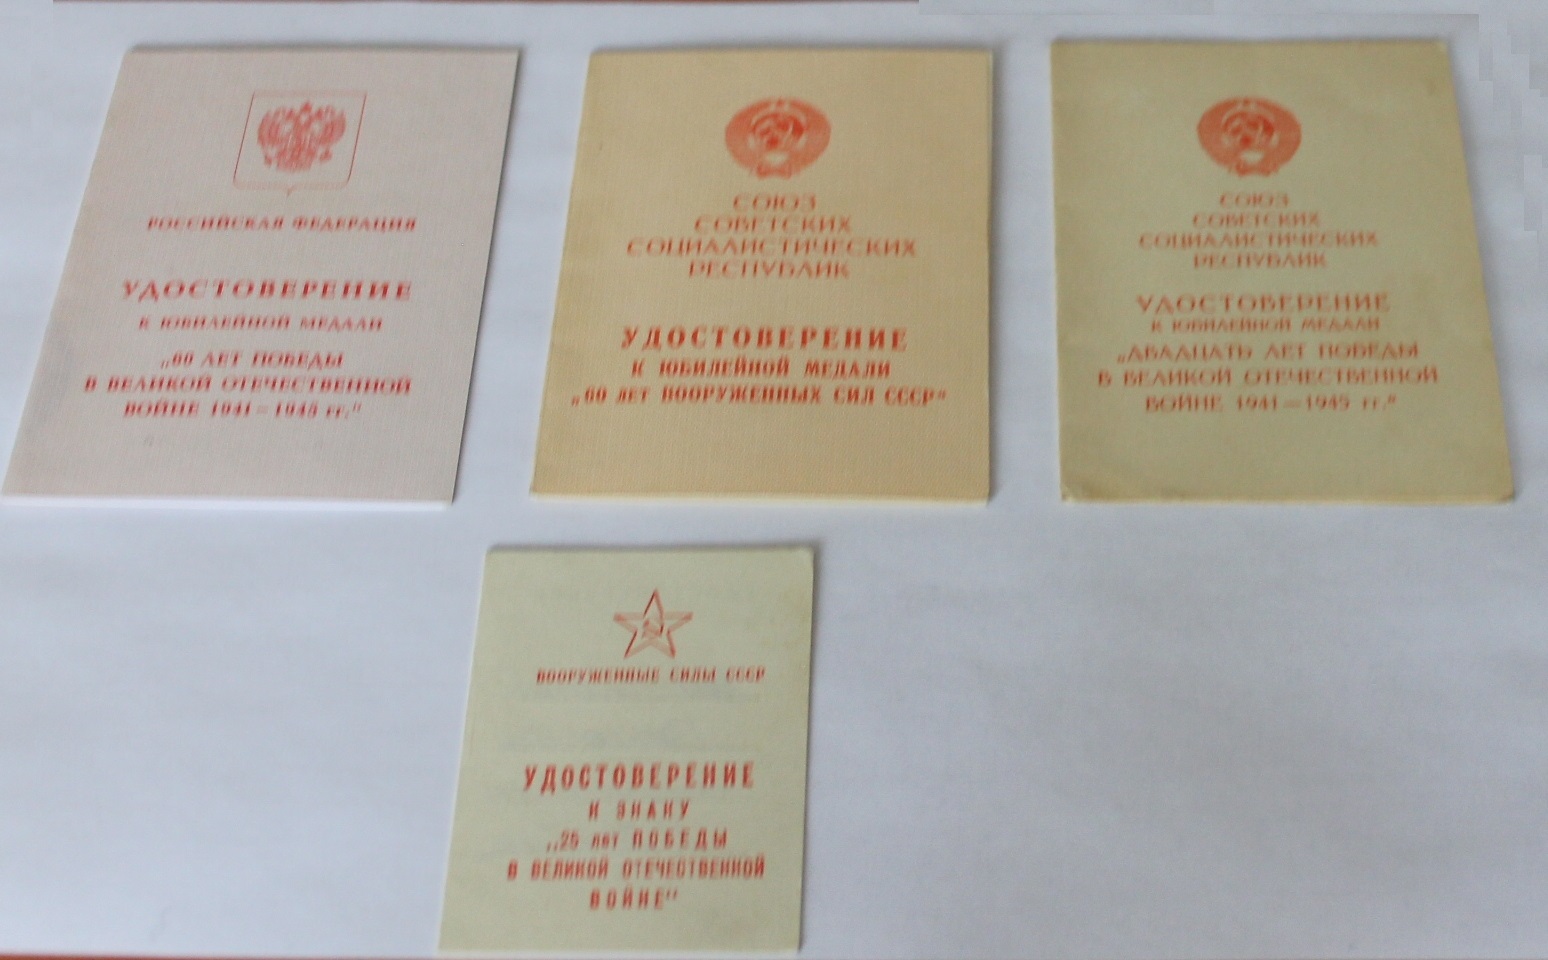 РОССИЙСКАЯ ФЕДЕРАЦИЯ
УДОСТОВЕРЕНИЕ
К ЮБИЛЕЙНОЙ МЕДАЛИ
„60 ЛЕТ ПОБЕДЫ
В ВЕЛИКОЙ ОТЕЧЕСТВЕННОЙ
ВОЙНЕ 1941 – 1945 гг.“
СОЮЗ
СОВЕТСКИХ
СОЦИАЛИСТИЧЕСКИХ
РЕСПУБЛИК
УДОСТОВЕРЕНИЕ
К ЮБИЛЕЙНОЙ МЕДАЛИ
„60 ЛЕТ ВООРУЖЕННЫХ СИЛ СССР“
СОЮЗ
СОВЕТСКИХ
СОЦИАЛИСТИЧЕСКИХ
РЕСПУБЛИК
УДОСТОВЕРЕНИЕ
К ЮБИЛЕЙНОЙ МЕДАЛИ
„ДВАДЦАТЬ ЛЕТ ПОБЕДЫ
В ВЕЛИКОЙ ОТЕЧЕСТВЕННОЙ
ВОЙНЕ 1941 — 1945 гг.“
ВООРУЖЕННЫЕ СИЛЫ СССР
УДОСТОВЕРЕНИЕ
К ЗНАКУ
„25 лет ПОБЕДЫ
В ВЕЛИКОЙ ОТЕЧЕСТВЕННОЙ
ВОЙНЕ“